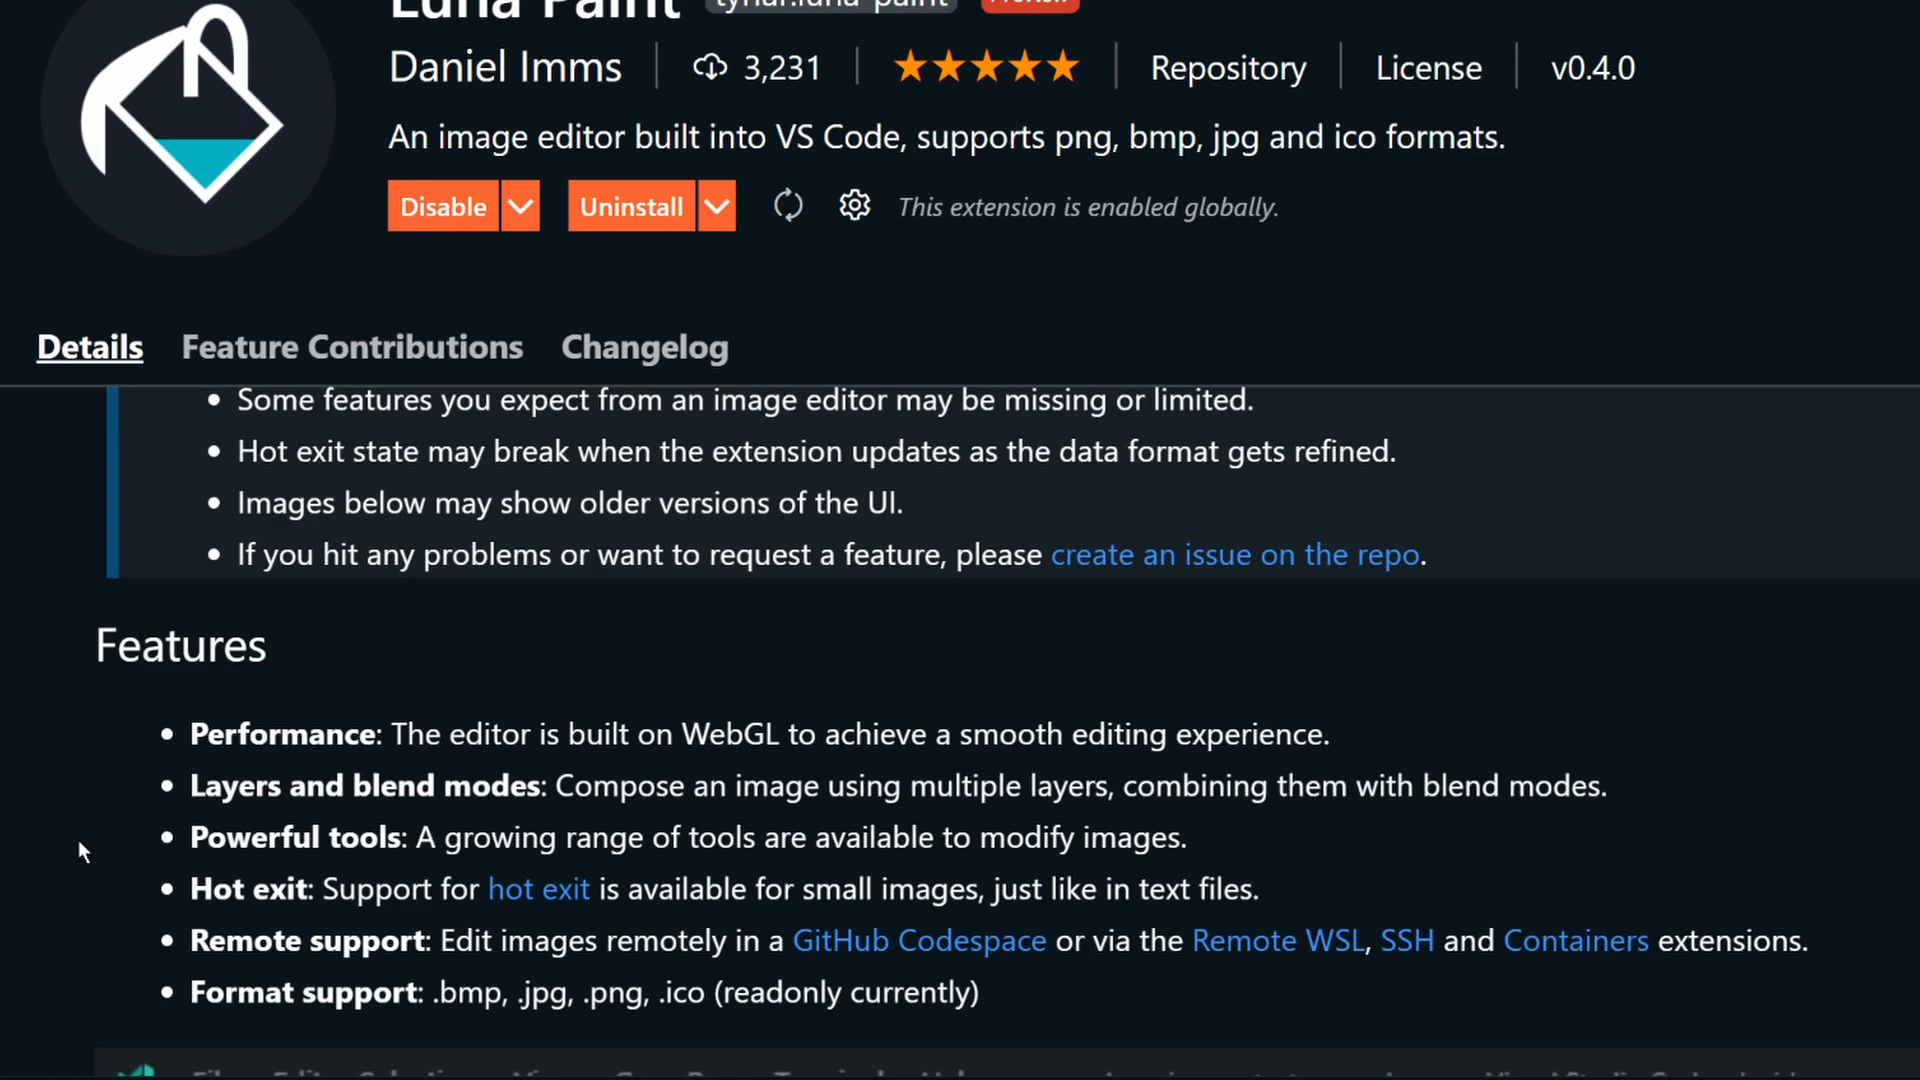 Luna Paint tyriar.luna-paint Preview
Daniel Imms 3,231 Repository License v0.4.0
An image editor built into VS Code, supports png, bmp, jpg and ico formats.
Disable Uninstall This extension is enabled globally.
Details Feature Contributions Changelog
• Some features you expect from an image editor may be missing or limited.
• Hot exit state may break when the extension updates as the data format gets refined.
• Images below may show older versions of the UI.
• If you hit any problems or want to request a feature, please create an issue on the repo.
Features
• Performance: The editor is built on WebGL to achieve a smooth editing experience.
• Layers and blend modes: Compose an image using multiple layers, combining them with blend modes.
• Powerful tools: A growing range of tools are available to modify images.
• Hot exit: Support for hot exit is available for small images, just like in text files.
• Remote support: Edit images remotely in a GitHub Codespace or via the Remote WSL, SSH and Containers extensions.
• Format support: .bmp, .jpg, .png, .ico (readonly currently)